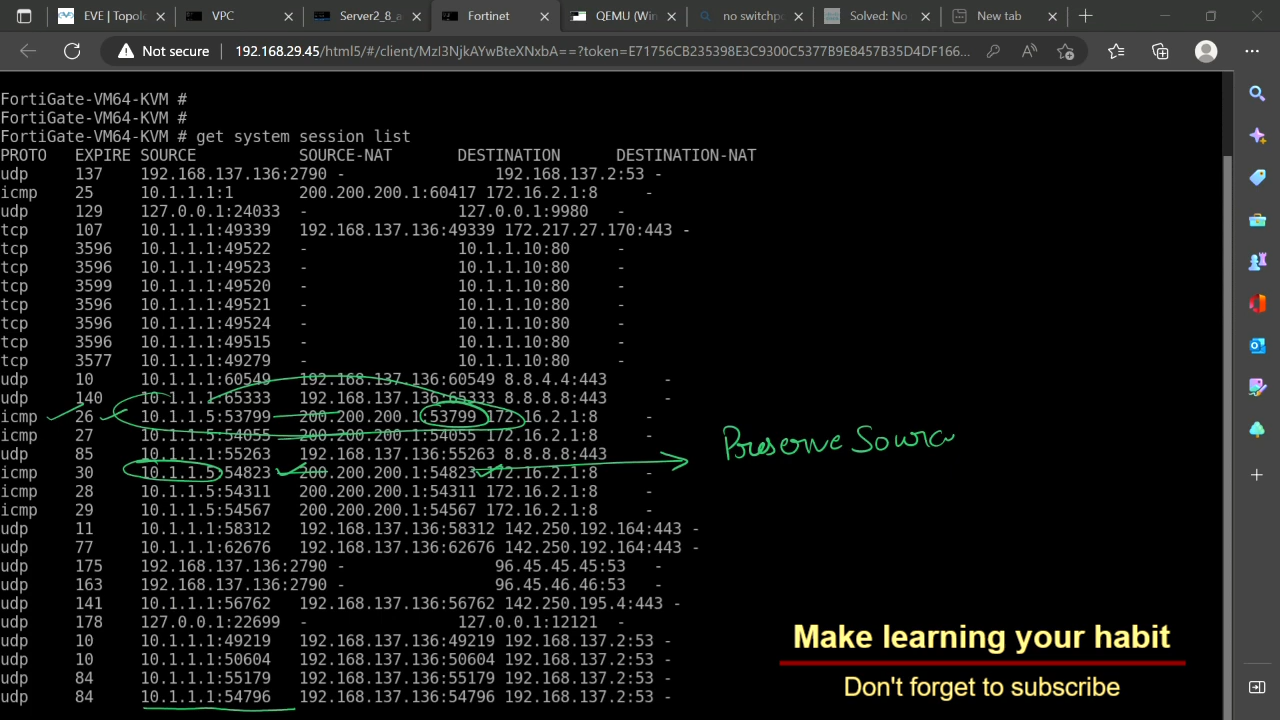 EVE | Topolo
VPC
Server2_8_a
Fortinet
QEMU (Win
no switchp
Solved: No
New tab
Not secure
192.168.29.45/html5/#/client/MzI3NjkAYwBteXNxbA==?token=E71756CB235398E3C9300C5377B9E8457B35D4DF166...
FortiGate-VM64-KVM #
FortiGate-VM64-KVM #
FortiGate-VM64-KVM # get system session list
PROTO EXPIRE SOURCE SOURCE-NAT DESTINATION DESTINATION-NAT
udp 137 192.168.137.136:2790 - 192.168.137.2:53 -
icmp 25 10.1.1.1:1 200.200.200.1:60417 172.16.2.1:8 -
udp 129 127.0.0.1:24033 - 127.0.0.1:9980 -
tcp 107 10.1.1.1:49339 192.168.137.136:49339 172.217.27.170:443 -
tcp 3596 10.1.1.1:49522 - 10.1.1.10:80 -
tcp 3596 10.1.1.1:49523 - 10.1.1.10:80 -
tcp 3599 10.1.1.1:49520 - 10.1.1.10:80 -
tcp 3596 10.1.1.1:49521 - 10.1.1.10:80 -
tcp 3596 10.1.1.1:49524 - 10.1.1.10:80 -
tcp 3596 10.1.1.1:49515 - 10.1.1.10:80 -
tcp 3577 10.1.1.1:49279 - 10.1.1.10:80 -
udp 10 10.1.1.1:60549 192.168.137.136:60549 8.8.4.4:443 -
udp 140 10.1.1.1:65333 192.168.137.136:65333 8.8.8.8:443 -
icmp 26 10.1.1.5:53799 200.200.200.1:53799 172.16.2.1:8 -
icmp 27 10.1.1.5:54055 200.200.200.1:54055 172.16.2.1:8 -
udp 85 10.1.1.1:55263 192.168.137.136:55263 8.8.8.8:443 -
icmp 30 10.1.1.5:54823 200.200.200.1:54823 172.16.2.1:8 -
icmp 28 10.1.1.5:54311 200.200.200.1:54311 172.16.2.1:8 -
icmp 29 10.1.1.5:54567 200.200.200.1:54567 172.16.2.1:8 -
udp 11 10.1.1.1:58312 192.168.137.136:58312 142.250.192.164:443 -
udp 77 10.1.1.1:62676 192.168.137.136:62676 142.250.192.164:443 -
udp 175 192.168.137.136:2790 - 96.45.45.45:53 -
udp 163 192.168.137.136:2790 - 96.45.46.46:53 -
udp 141 10.1.1.1:56762 192.168.137.136:56762 142.250.195.4:443 -
udp 178 127.0.0.1:22699 - 127.0.0.1:12121 -
udp 10 10.1.1.1:49219 192.168.137.136:49219 192.168.137.2:53 -
udp 10 10.1.1.1:50604 192.168.137.136:50604 192.168.137.2:53 -
udp 84 10.1.1.1:55179 192.168.137.136:55179 192.168.137.2:53 -
udp 84 10.1.1.1:54796 192.168.137.136:54796 192.168.137.2:53 -
Preserve Sourc
Make learning your habit
Don't forget to subscribe